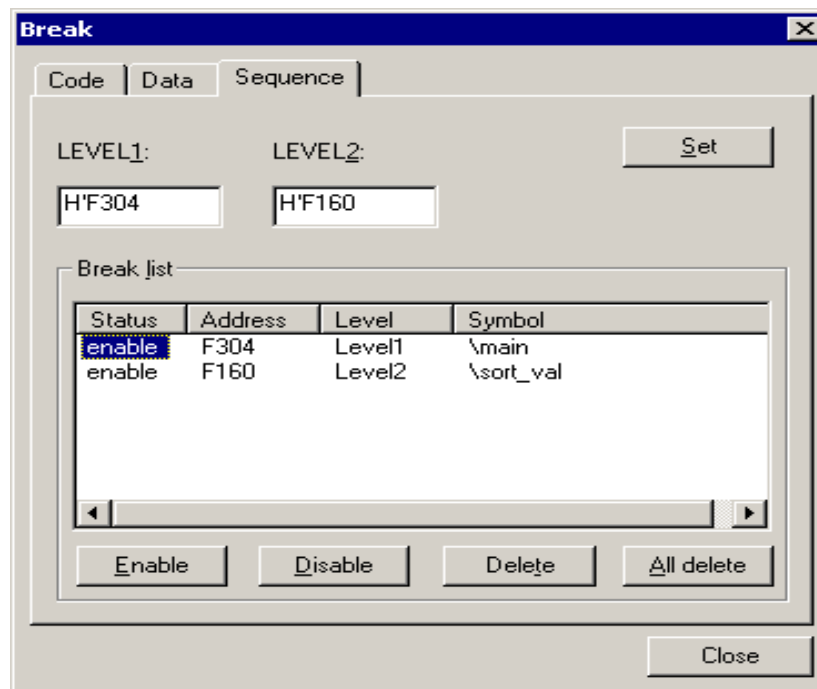 Break
Code Data Sequence
LEVEL1: LEVEL2: Set
H'F304 H'F160
Break list
Status Address Level Symbol
enable F304 Level1 \main
enable F160 Level2 \sort_val
Enable Disable Delete All delete
Close